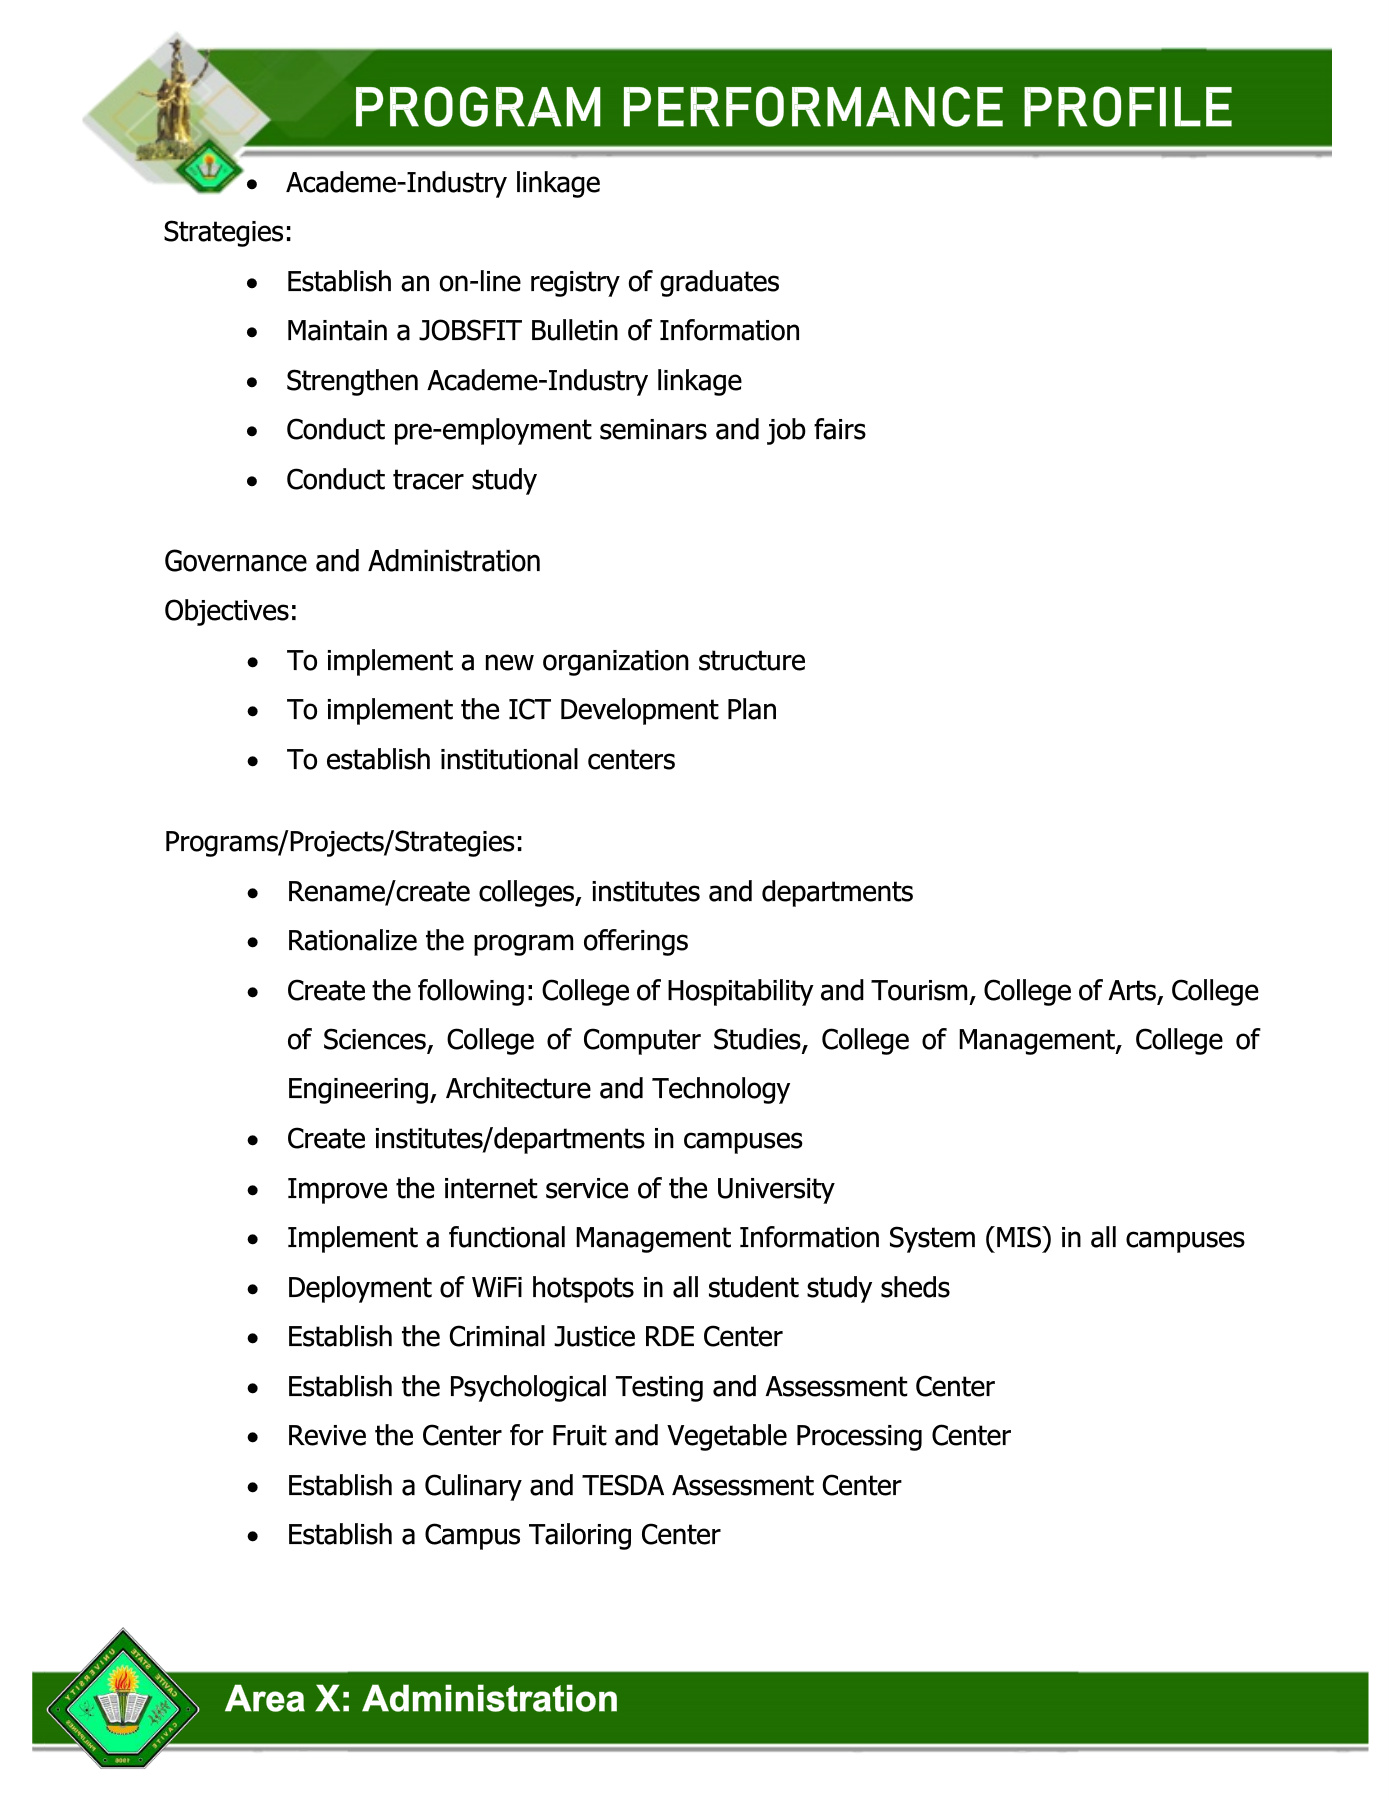 PROGRAM PERFORMANCE PROFILE
• Academe-Industry linkage
Strategies:
• Establish an on-line registry of graduates
• Maintain a JOBSFIT Bulletin of Information
• Strengthen Academe-Industry linkage
• Conduct pre-employment seminars and job fairs
• Conduct tracer study
Governance and Administration
Objectives:
• To implement a new organization structure
• To implement the ICT Development Plan
• To establish institutional centers
Programs/Projects/Strategies:
• Rename/create colleges, institutes and departments
• Rationalize the program offerings
• Create the following: College of Hospitability and Tourism, College of Arts, College
of Sciences, College of Computer Studies, College of Management, College of
Engineering, Architecture and Technology
• Create institutes/departments in campuses
• Improve the internet service of the University
• Implement a functional Management Information System (MIS) in all campuses
• Deployment of WiFi hotspots in all student study sheds
• Establish the Criminal Justice RDE Center
• Establish the Psychological Testing and Assessment Center
• Revive the Center for Fruit and Vegetable Processing Center
• Establish a Culinary and TESDA Assessment Center
• Establish a Campus Tailoring Center
CAVITE STATE UNIVERSITY
CAVITE
PHILIPPINES
1906
Area X: Administration